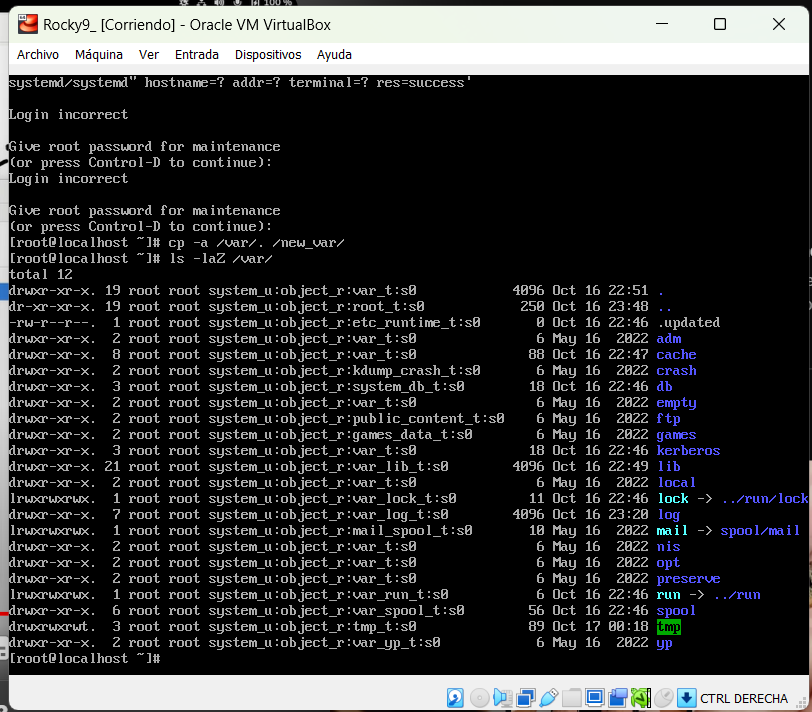 100 %
Rocky9_ [Corriendo] - Oracle VM VirtualBox
Archivo Máquina Ver Entrada Dispositivos Ayuda
systemd/systemd" hostname=? addr=? terminal=? res=success'
Login incorrect
Give root password for maintenance
(or press Control-D to continue):
Login incorrect
Give root password for maintenance
(or press Control-D to continue):
[root@localhost ~]# cp -a /var/. /new_var/
[root@localhost ~]# ls -laZ /var/
total 12
drwxr-xr-x. 19 root root system_u:object_r:var_t:s0 4096 Oct 16 22:51 .
dr-xr-xr-x. 19 root root system_u:object_r:root_t:s0 250 Oct 16 23:48 ..
-rw-r--r--. 1 root root system_u:object_r:etc_runtime_t:s0 0 Oct 16 22:46 .updated
drwxr-xr-x. 2 root root system_u:object_r:var_t:s0 6 May 16 2022 adm
drwxr-xr-x. 8 root root system_u:object_r:var_t:s0 88 Oct 16 22:47 cache
drwxr-xr-x. 2 root root system_u:object_r:kdump_crash_t:s0 6 May 16 2022 crash
drwxr-xr-x. 3 root root system_u:object_r:system_db_t:s0 18 Oct 16 22:46 db
drwxr-xr-x. 2 root root system_u:object_r:var_t:s0 6 May 16 2022 empty
drwxr-xr-x. 2 root root system_u:object_r:public_content_t:s0 6 May 16 2022 ftp
drwxr-xr-x. 2 root root system_u:object_r:games_data_t:s0 6 May 16 2022 games
drwxr-xr-x. 3 root root system_u:object_r:var_t:s0 18 Oct 16 22:46 kerberos
drwxr-xr-x. 21 root root system_u:object_r:var_lib_t:s0 4096 Oct 16 22:49 lib
drwxr-xr-x. 2 root root system_u:object_r:var_t:s0 6 May 16 2022 local
lrwxrwxrwx. 1 root root system_u:object_r:var_lock_t:s0 11 Oct 16 22:46 lock -> ../run/lock
drwxr-xr-x. 7 root root system_u:object_r:var_log_t:s0 4096 Oct 16 23:20 log
lrwxrwxrwx. 1 root root system_u:object_r:mail_spool_t:s0 10 May 16 2022 mail -> spool/mail
drwxr-xr-x. 2 root root system_u:object_r:var_t:s0 6 May 16 2022 nis
drwxr-xr-x. 2 root root system_u:object_r:var_t:s0 6 May 16 2022 opt
drwxr-xr-x. 2 root root system_u:object_r:var_t:s0 6 May 16 2022 preserve
lrwxrwxrwx. 1 root root system_u:object_r:var_run_t:s0 6 Oct 16 22:46 run -> ../run
drwxr-xr-x. 6 root root system_u:object_r:var_spool_t:s0 56 Oct 16 22:46 spool
drwxrwxrwt. 3 root root system_u:object_r:tmp_t:s0 89 Oct 17 00:18 tmp
drwxr-xr-x. 2 root root system_u:object_r:var_yp_t:s0 6 May 16 2022 yp
[root@localhost ~]#
CTRL DERECHA